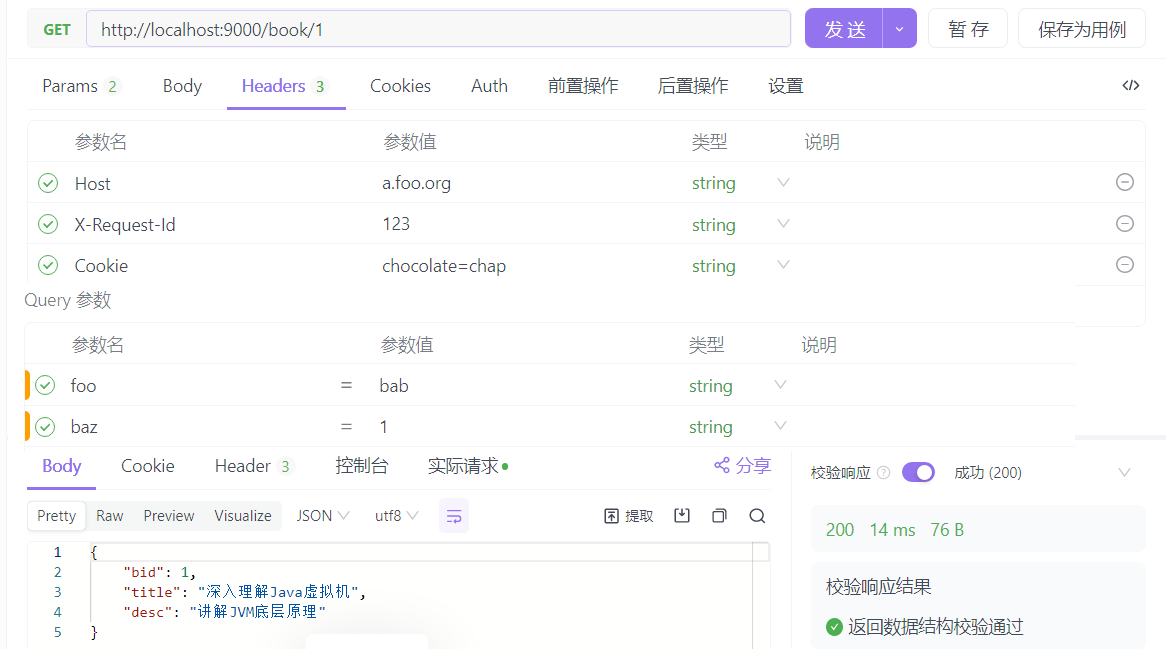 GET http://localhost:9000/book/1 发送 暂存 保存为用例
Params 2 Body Headers 3 Cookies Auth 前置操作 后置操作 设置 </>
参数名 参数值 类型 说明
Host a.foo.org string
X-Request-Id 123 string
Cookie chocolate=chap string
Query 参数
参数名 参数值 类型 说明
foo = bab string
baz = 1 string
Body Cookie Header 3 控制台 实际请求 分享 校验响应 ? 成功 (200)
Pretty Raw Preview Visualize JSON utf8 提取
200 14 ms 76 B
1 {
2 "bid": 1,
3 "title": "深入理解Java虚拟机",
4 "desc": "讲解JVM底层原理"
5 }
校验响应结果
返回数据结构校验通过